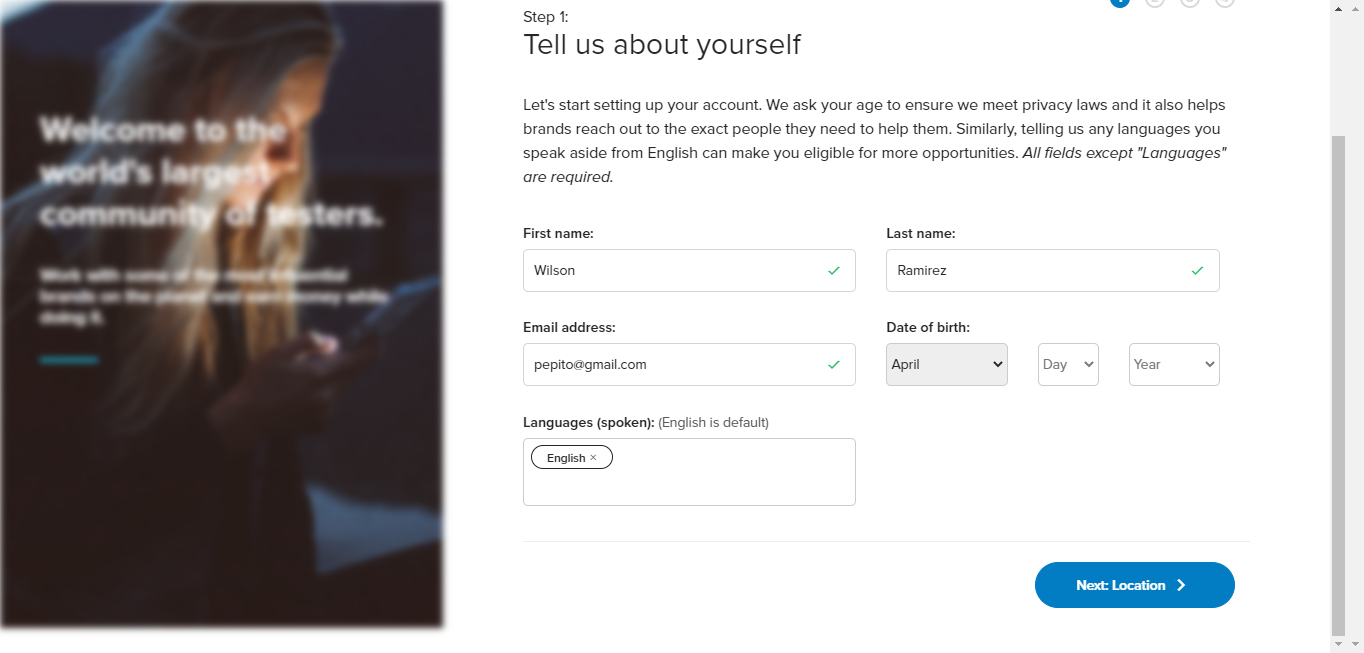 Welcome to the
world's largest
community of testers.
Work with some of the most influential
brands on the planet and earn money while
doing it.
Step 1:
Tell us about yourself
Let's start setting up your account. We ask your age to ensure we meet privacy laws and it also helps
brands reach out to the exact people they need to help them. Similarly, telling us any languages you
speak aside from English can make you eligible for more opportunities. All fields except "Languages"
are required.
First name:
Last name:
Wilson
Ramirez
Email address:
Date of birth:
pepito@gmail.com
April
Day
Year
Languages (spoken): (English is default)
English ×
Next: Location